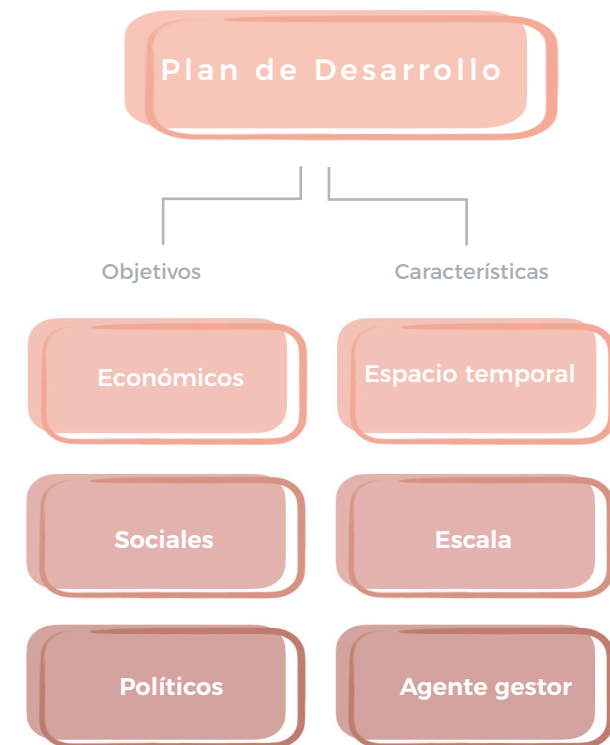 Plan de Desarrollo
Objetivos
Características
Económicos
Espacio temporal
Sociales
Escala
Políticos
Agente gestor